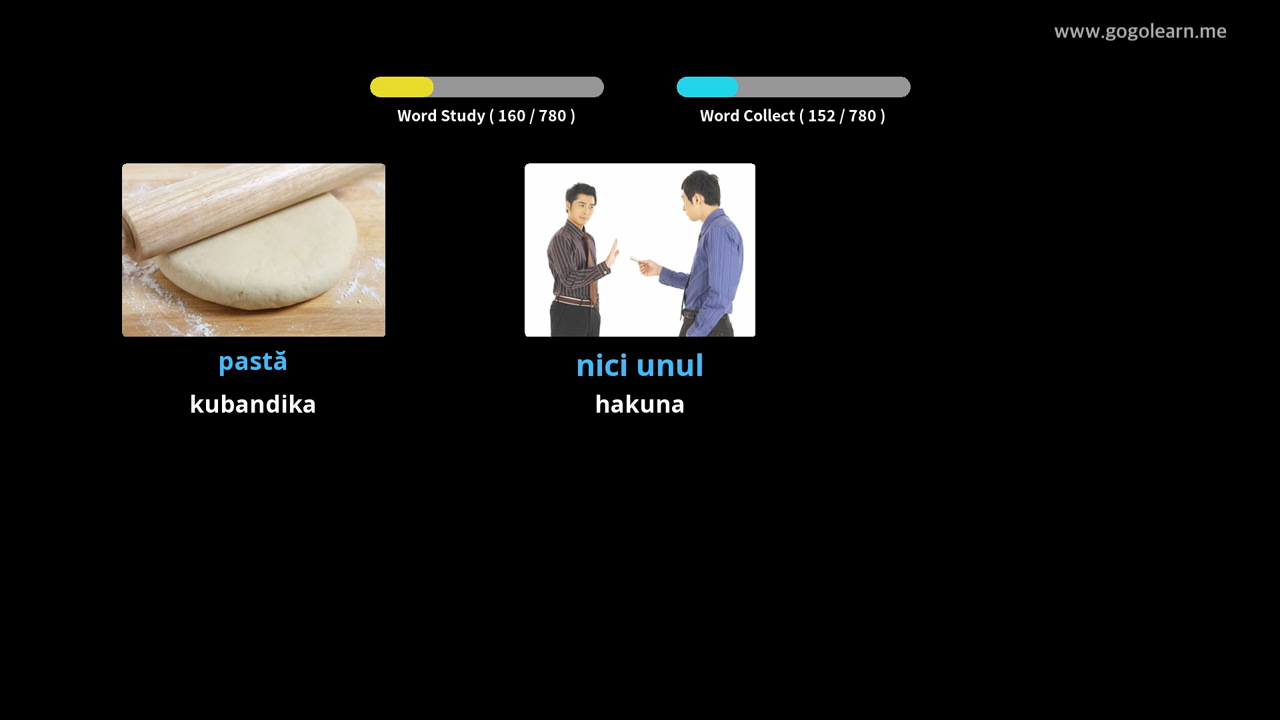 www.gogolearn.me
Word Study ( 160 / 780 )
Word Collect ( 152 / 780 )
pastă
kubandika
nici unul
hakuna